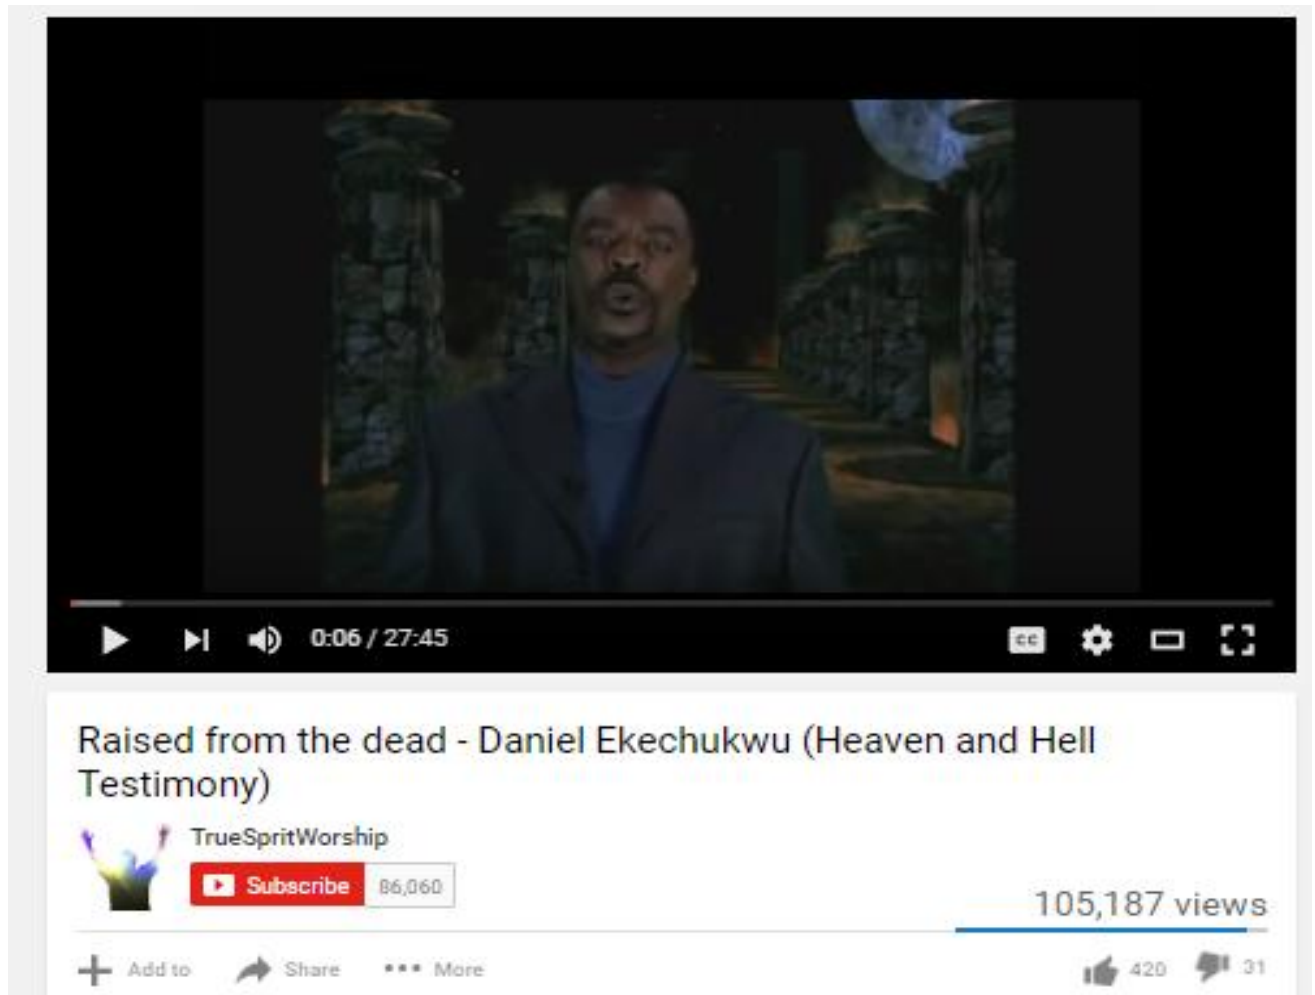 0:06 / 27:45
cc
Raised from the dead - Daniel Ekechukwu (Heaven and Hell
Testimony)
TrueSpritWorship
Subscribe 86,060
105,187 views
Add to Share More 420 31